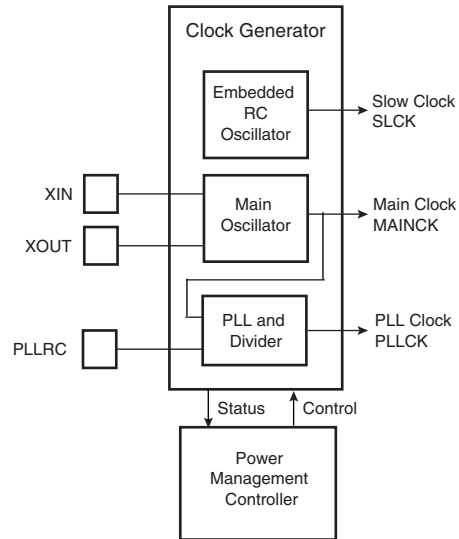 Clock Generator
Embedded
RC
Oscillator
Slow Clock
SLCK
XIN
Main
Oscillator
Main Clock
MAINCK
XOUT
PLL and
Divider
PLL Clock
PLLCK
PLLRC
Status
Control
Power
Management
Controller